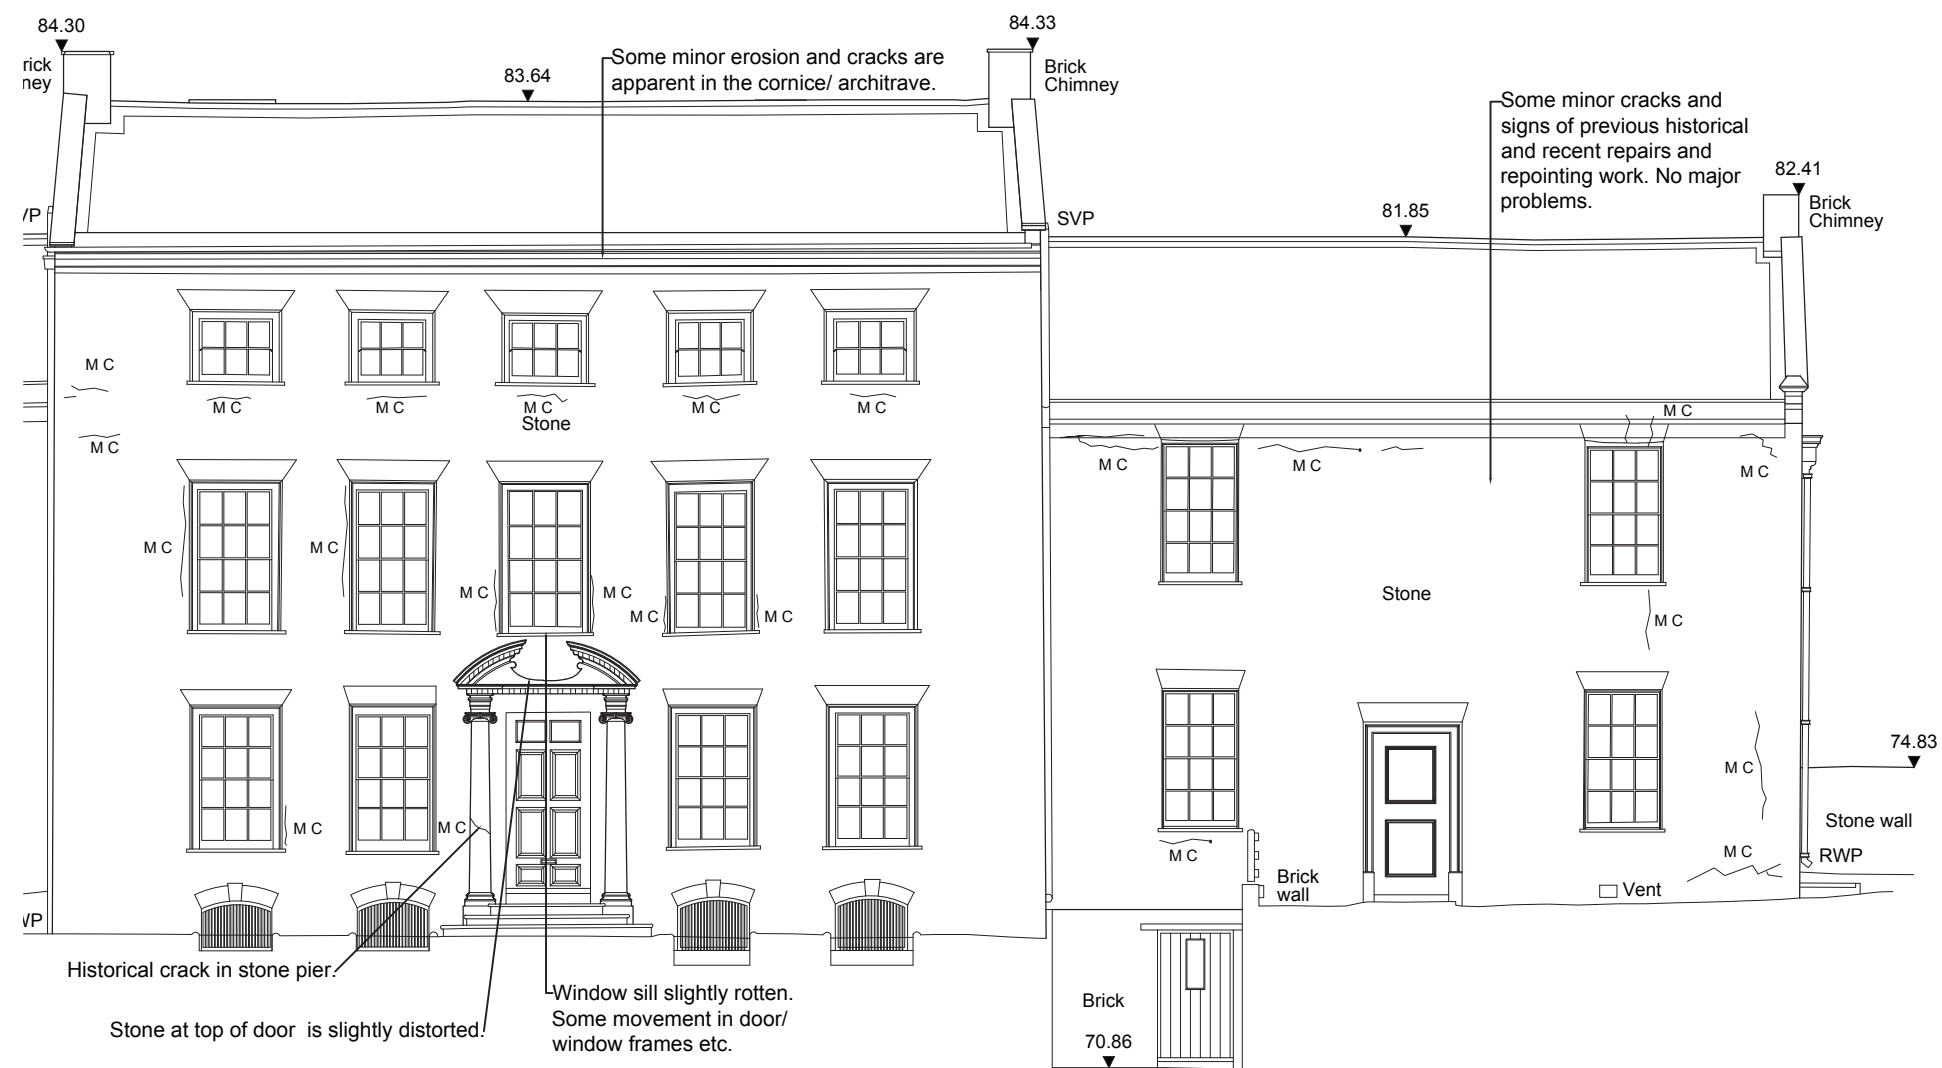 84.30
84.33
rick
ney
83.64
Some minor erosion and cracks are
apparent in the cornice/ architrave.
Brick
Chimney
Some minor cracks and
signs of previous historical
and recent repairs and
repointing work. No major
problems.
82.41
Brick
Chimney
/P
SVP
81.85
M C
M C
M C
M C
M C
M C
Stone
M C
M C
M C
M C
M C
M C
M C
M C
M C
M C
M C
M C
Stone
M C
74.83
M C
M C
M C
Stone wall
M C
M C
RWP
Brick
wall
Vent
WP
Historical crack in stone pier.
Window sill slightly rotten.
Some movement in door/
window frames etc.
Stone at top of door is slightly distorted.
Brick
70.86